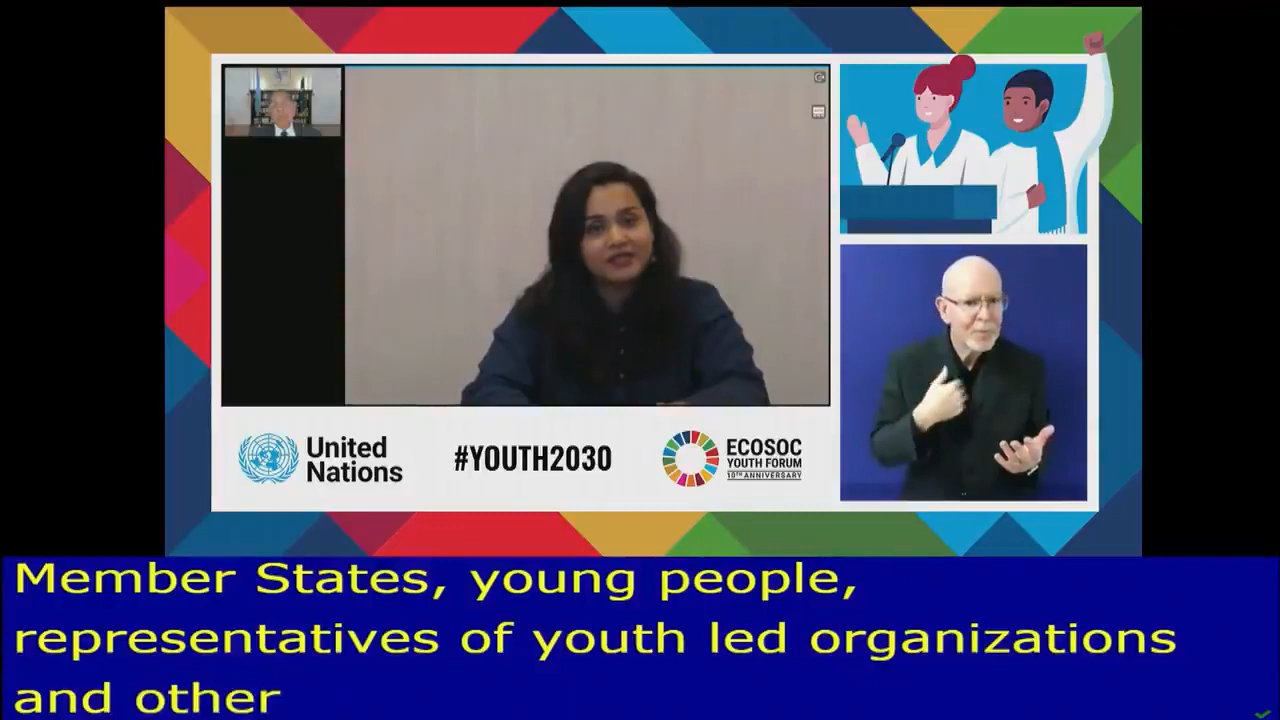 United
Nations
#YOUTH2030
ECOSOC
YOUTH FORUM
10TH ANNIVERSARY
Member States, young people,
representatives of youth led organizations
and other